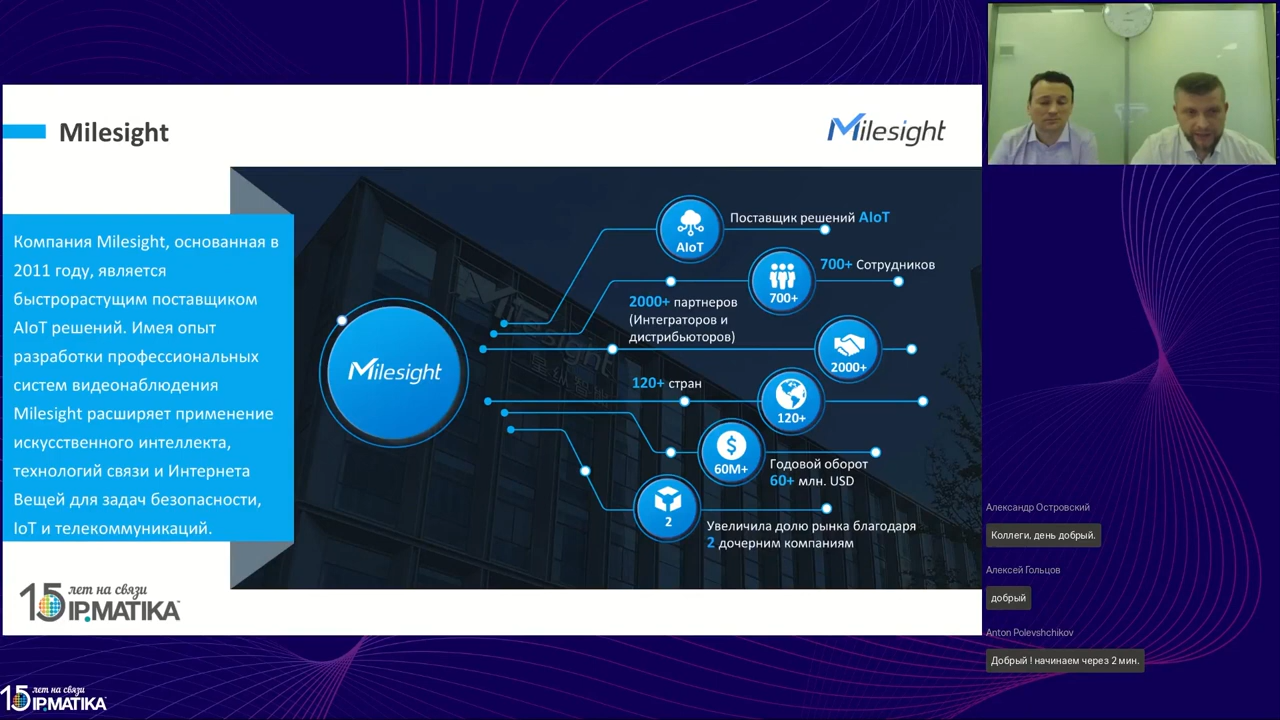 Milesight
Milesight
Компания Milesight, основанная в
2011 году, является
быстрорастущим поставщиком
AIoT решений. Имея опыт
разработки профессиональных
систем видеонаблюдения
Milesight расширяет применение
искусственного интеллекта,
технологий связи и Интернета
Вещей для задач безопасности,
IoT и телекоммуникаций.
Milesight
Milesight
AIoT
Поставщик решений AIoT
700+
700+ Сотрудников
2000+ партнеров
(Интеграторов и
дистрибьюторов)
2000+
120+ стран
120+
60M+
Годовой оборот
60+ млн. USD
2
Увеличила долю рынка благодаря
2 дочерним компаниям
15 лет на связи
IP.МАТИКА
Александр Островский
Коллеги, день добрый.
Алексей Гольцов
добрый
Anton Polevshchikov
Добрый ! начинаем через 2 мин.
15 лет на связи
IP.МАТИКА